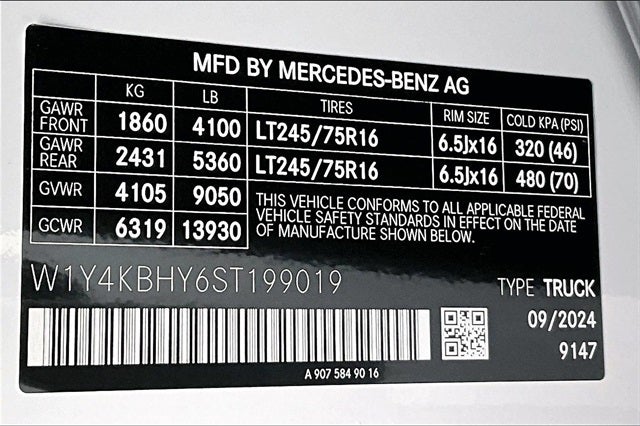 MFD BY MERCEDES-BENZ AG
KG LB TIRES RIM SIZE COLD KPA (PSI)
GAWR FRONT 1860 4100 LT245/75R16 6.5Jx16 320 (46)
GAWR REAR 2431 5360 LT245/75R16 6.5Jx16 480 (70)
GVWR 4105 9050
GCWR 6319 13930
THIS VEHICLE CONFORMS TO ALL APPLICABLE FEDERAL
VEHICLE SAFETY STANDARDS IN EFFECT ON THE DATE
OF MANUFACTURE SHOWN BELOW.
W1Y4KBHY6ST199019 TYPE TRUCK
09/2024
9147
A 907 584 90 16